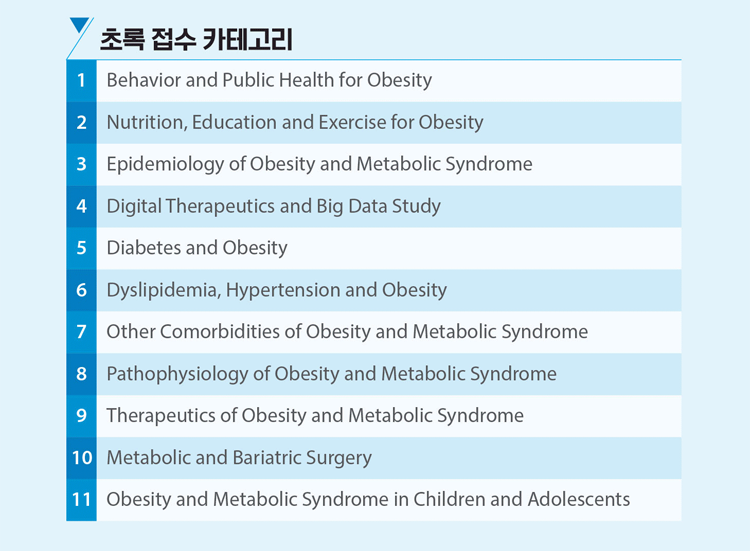 초록 접수 카테고리
1 Behavior and Public Health for Obesity
2 Nutrition, Education and Exercise for Obesity
3 Epidemiology of Obesity and Metabolic Syndrome
4 Digital Therapeutics and Big Data Study
5 Diabetes and Obesity
6 Dyslipidemia, Hypertension and Obesity
7 Other Comorbidities of Obesity and Metabolic Syndrome
8 Pathophysiology of Obesity and Metabolic Syndrome
9 Therapeutics of Obesity and Metabolic Syndrome
10 Metabolic and Bariatric Surgery
11 Obesity and Metabolic Syndrome in Children and Adolescents